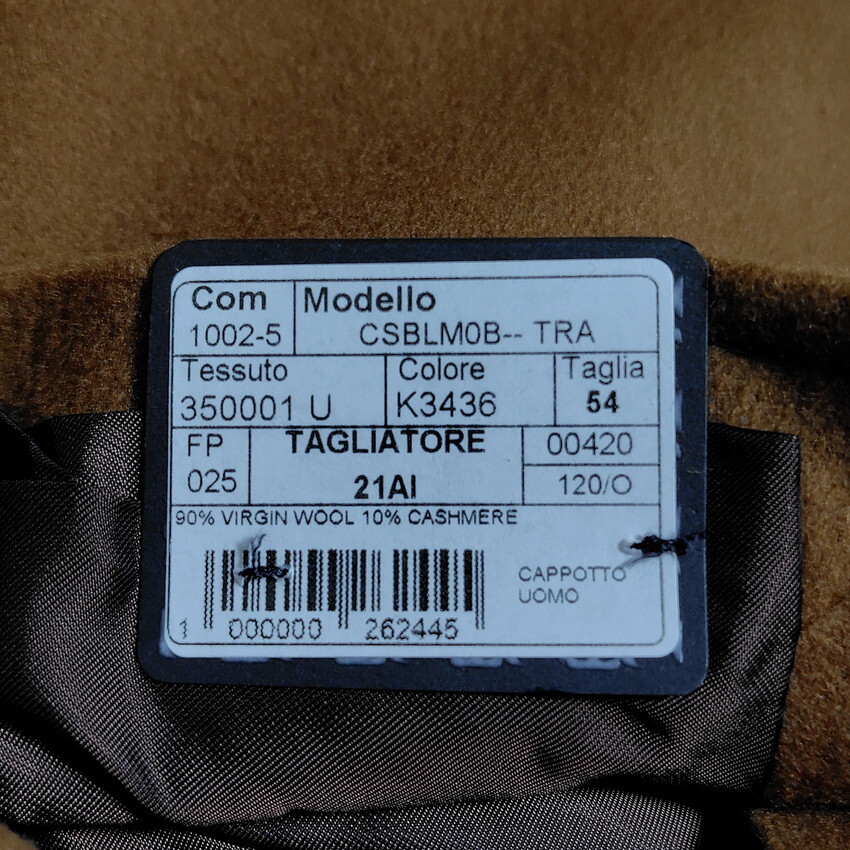 Com Modello
1002-5 CSBLM0B-- TRA
Tessuto Colore Taglia
350001 U K3436 54
FP TAGLIATORE 00420
025 21AI 120/O
90% VIRGIN WOOL 10% CASHMERE
CAPPOTTO
UOMO
1 000000 262445